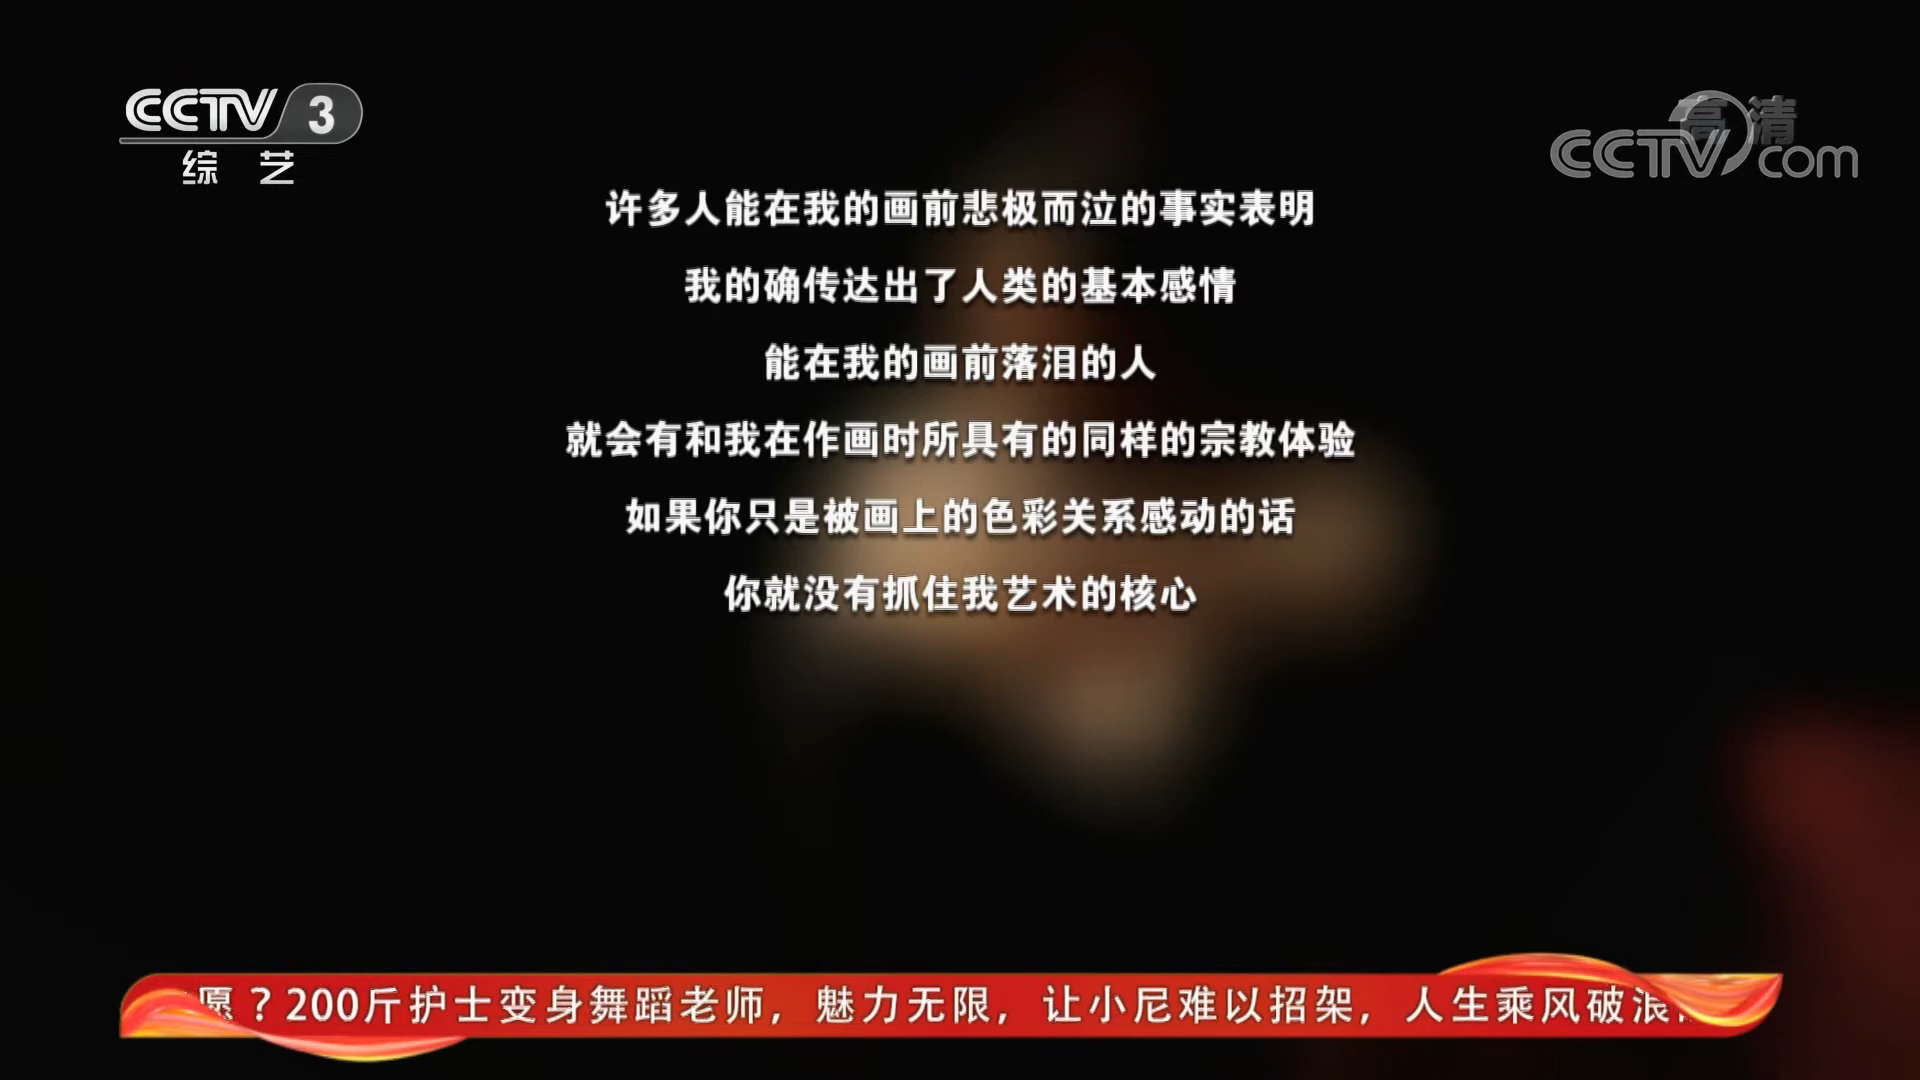 CCTV 3
综艺
高清
CCTV.com
许多人能在我的画前悲极而泣的事实表明
我的确传达出了人类的基本感情
能在我的画前落泪的人
就会有和我在作画时所具有的同样的宗教体验
如果你只是被画上的色彩关系感动的话
你就没有抓住我艺术的核心
愿？200斤护士变身舞蹈老师，魅力无限，让小尼难以招架，人生乘风破浪